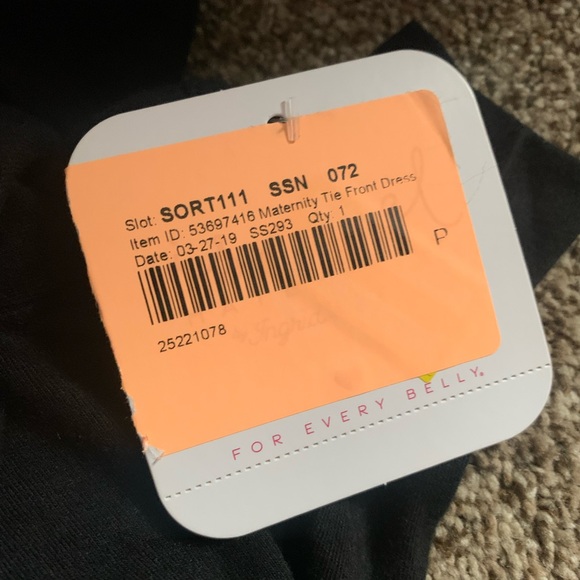 Slot: SORT111 SSN 072
Item ID: 53697416 Maternity Tie Front Dress
Date: 03-27-19 SS293 Qty 1
P
25221078
FOR EVERY BELLY.